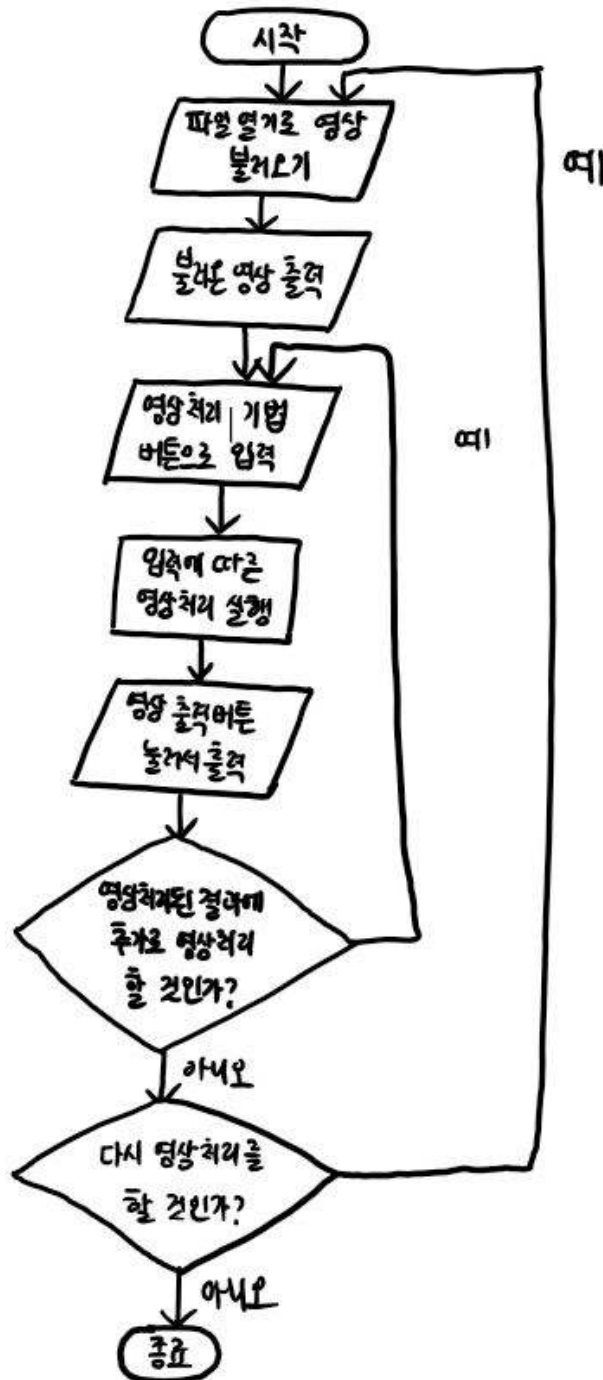 시작
파일 열기로 영상
불러오기
예
불러온 영상 출력
영상처리 기법
버튼으로 입력
예
입력에 따른
영상처리 실행
영상 출력버튼
눌러서 출력
영상처리된 결과에
추가로 영상처리
할 것인가?
아니오
다시 영상처리를
할 것인가?
아니오
종료